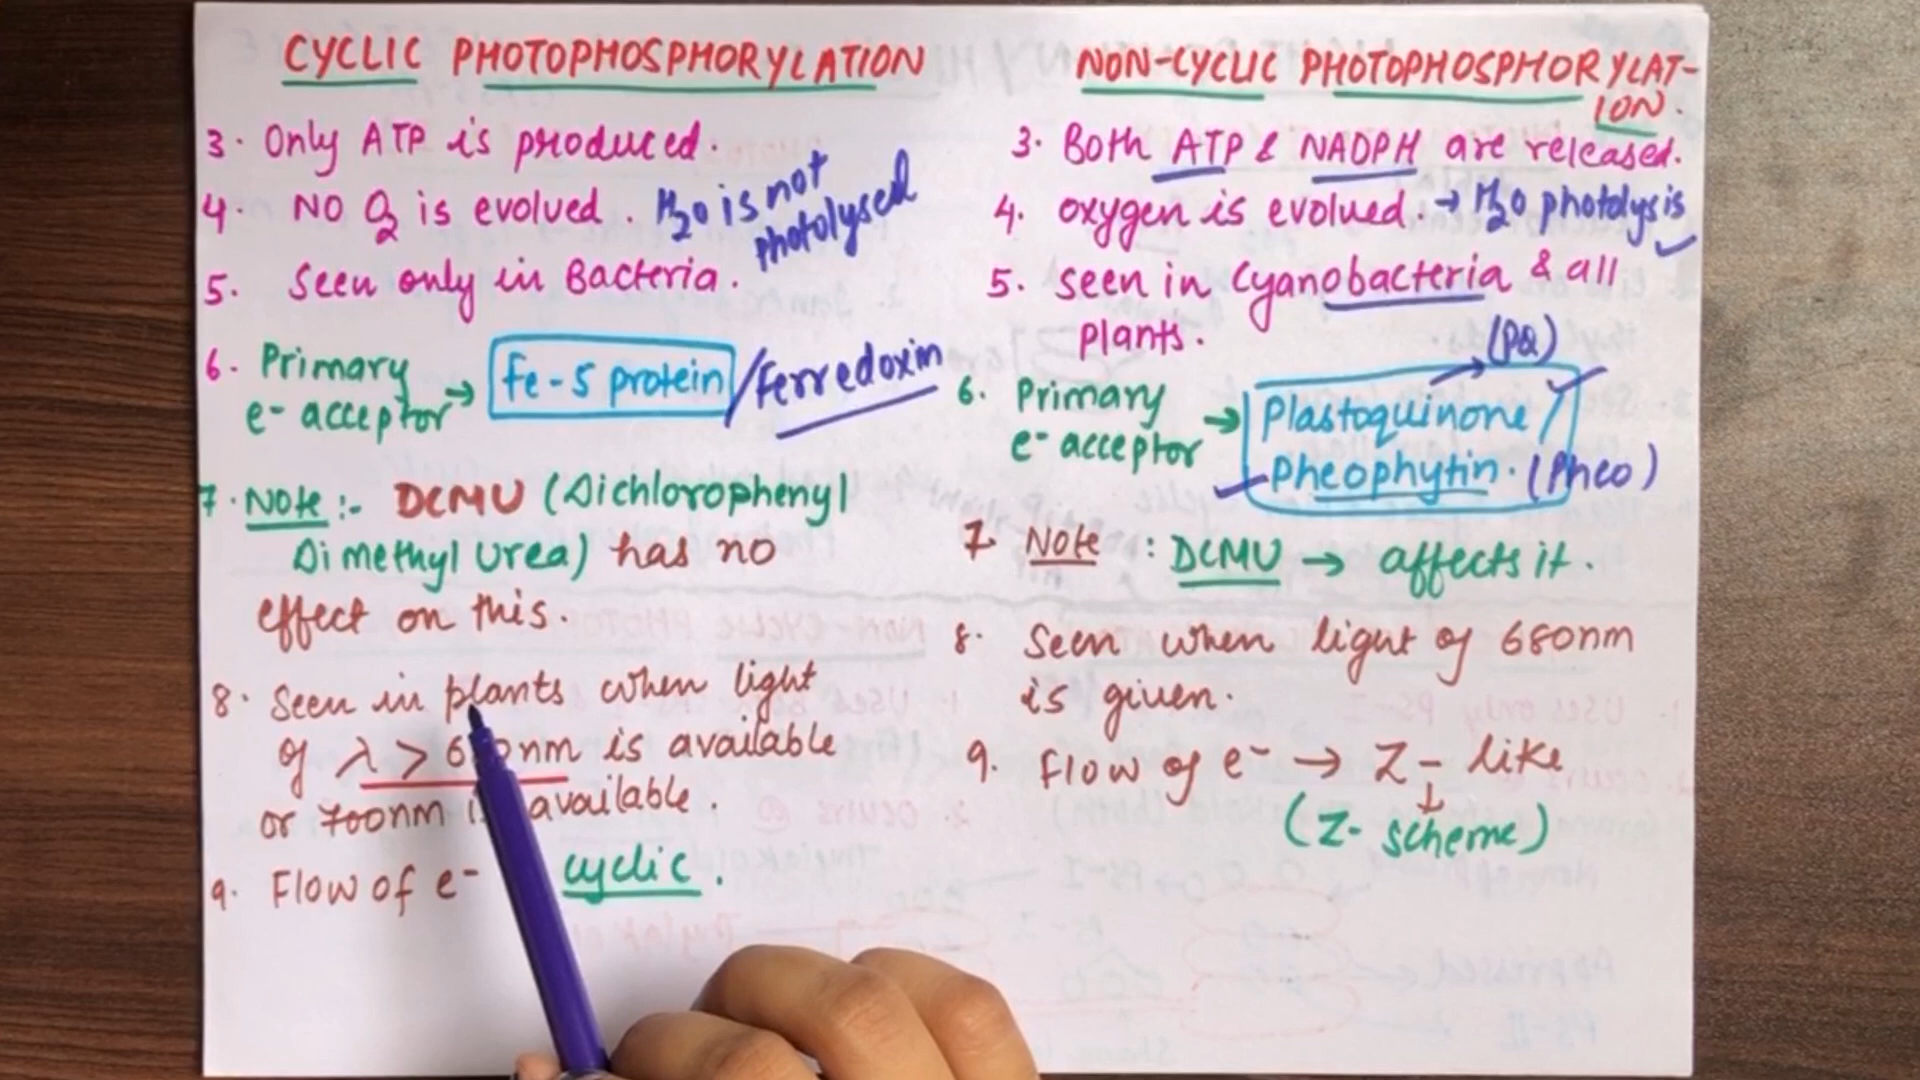 CYCLIC PHOTOPHOSPHORYLATION
3. Only ATP is produced.
4. NO O2 is evolved. H2O is not photolysed
5. Seen only in Bacteria.
6. Primary e- acceptor → Fe-S protein / Ferredoxin
7. Note:- DCMU (Dichlorophenyl
Dimethyl Urea) has no
effect on this.
8. Seen in plants when light
of λ > 6 0nm is available
or 700nm is available.
9. Flow of e- cyclic.
NON-CYCLIC PHOTOPHOSPHORYLAT-
ION.
3. Both ATP & NADPH are released.
4. oxygen is evolved. → H2O photolysis
5. seen in Cyanobacteria & all
plants.
(PQ)
6. Primary e- acceptor → Plastoquinone /
Pheophytin. (Pheo)
7. Note : DCMU → affects it.
8. Seen when light of 680nm
is given.
9. Flow of e- → Z- like
↓
(Z- scheme)